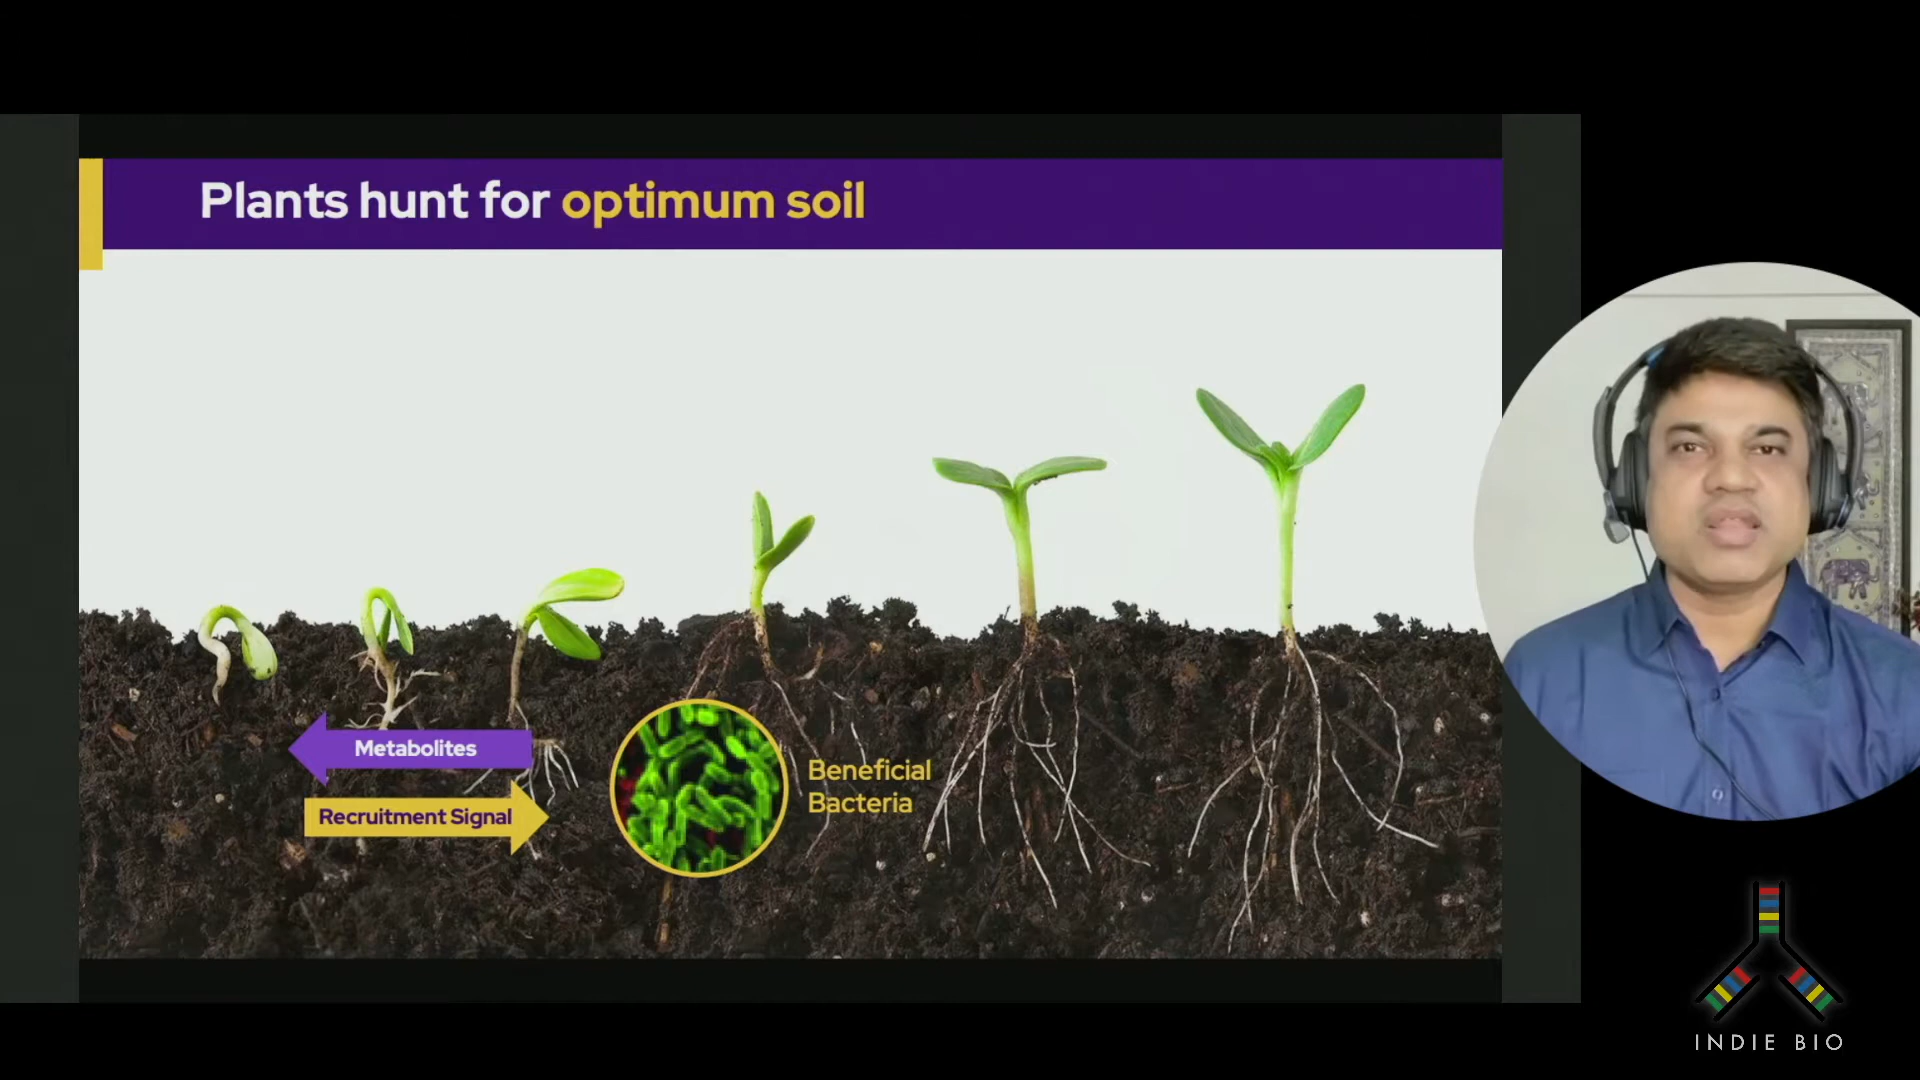 Plants hunt for optimum soil
Metabolites
Recruitment Signal
Beneficial
Bacteria
INDIE BIO